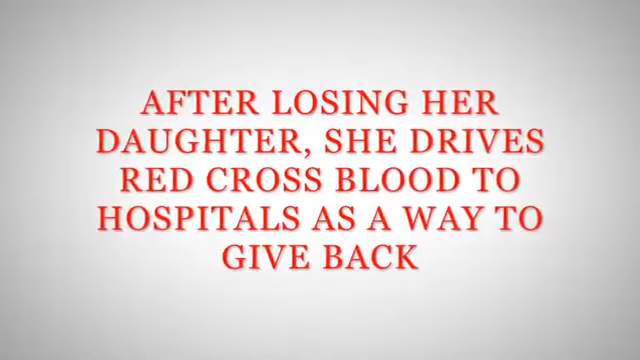 AFTER LOSING HER
DAUGHTER, SHE DRIVES
RED CROSS BLOOD TO
HOSPITALS AS A WAY TO
GIVE BACK